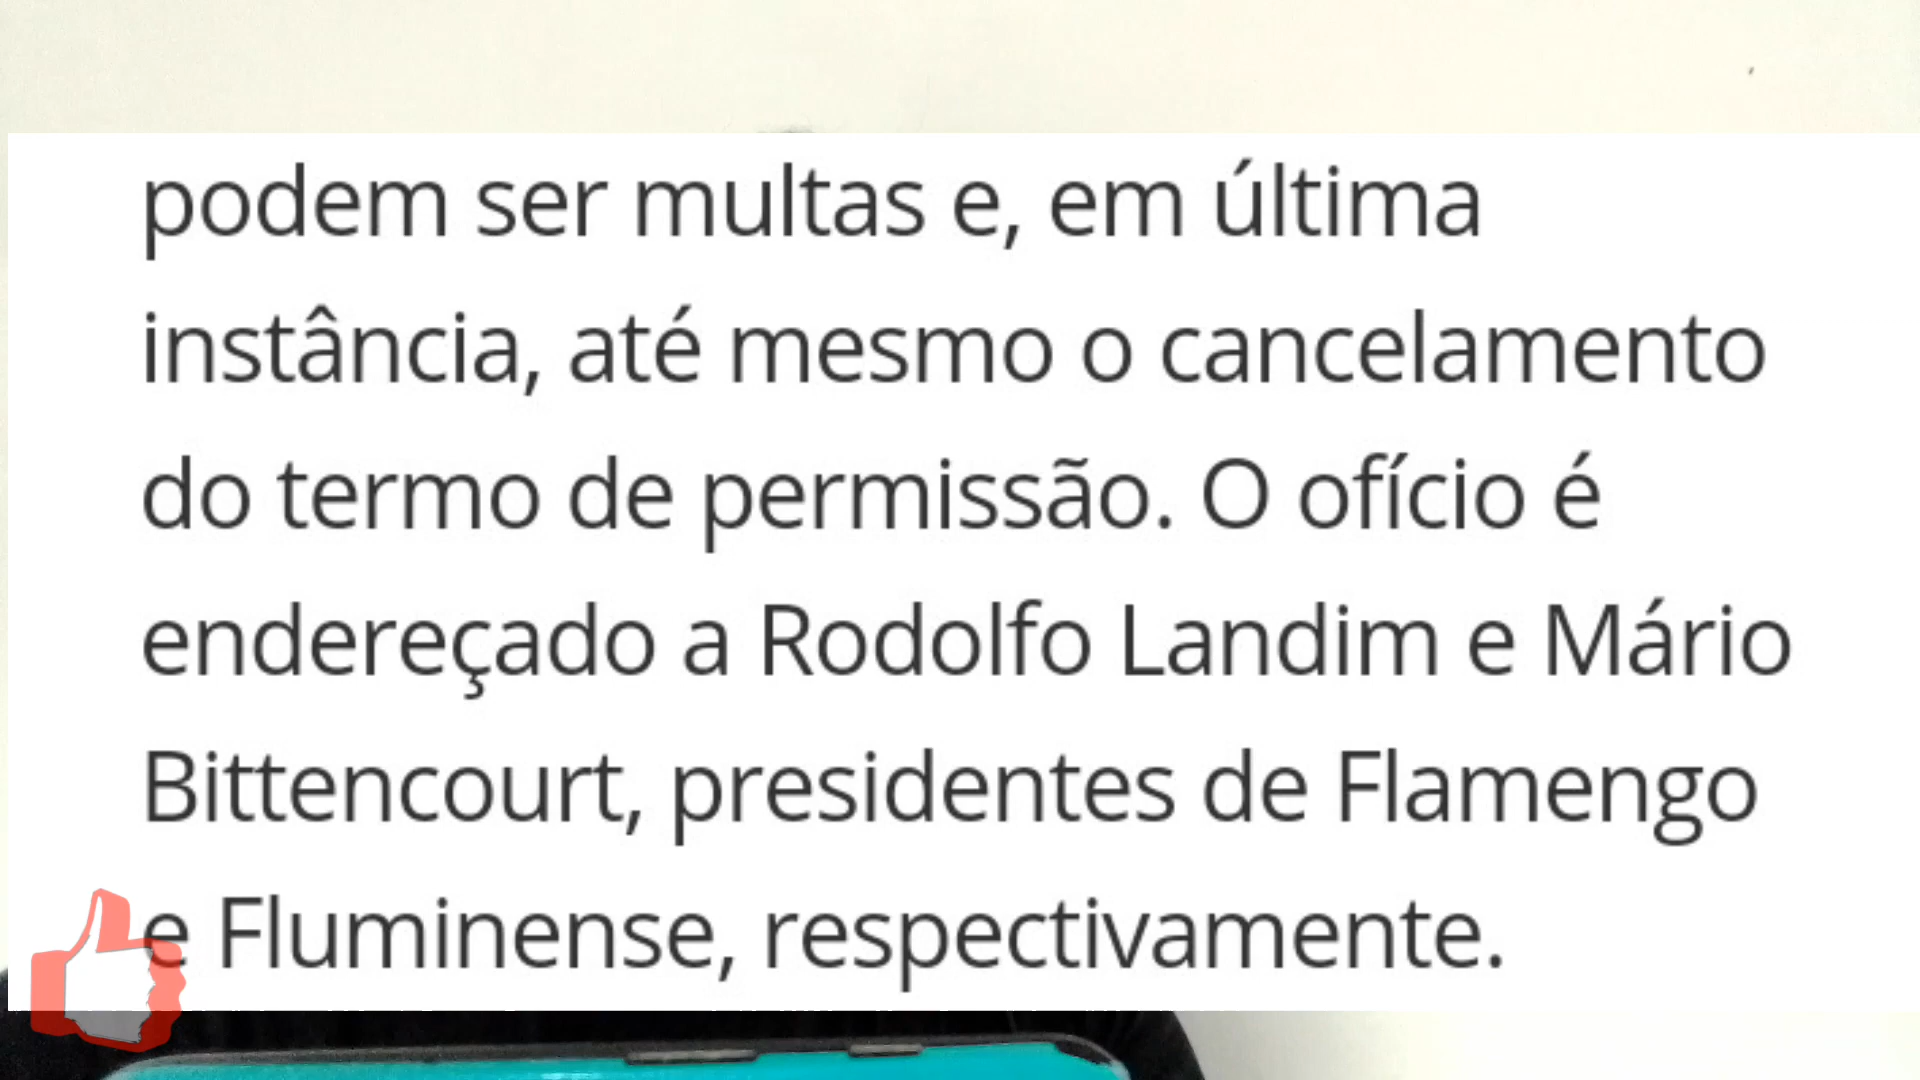 podem ser multas e, em última
instância, até mesmo o cancelamento
do termo de permissão. O ofício é
endereçado a Rodolfo Landim e Mário
Bittencourt, presidentes de Flamengo
e Fluminense, respectivamente.